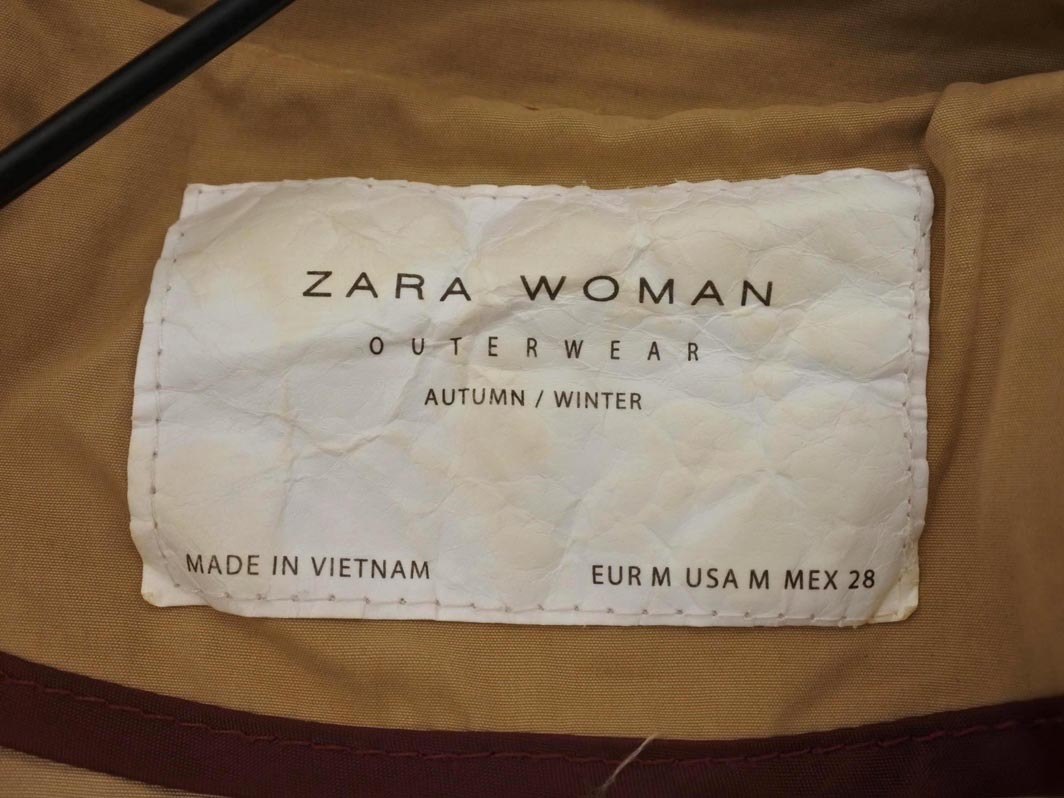 ZARA WOMAN
OUTERWEAR
AUTUMN / WINTER
MADE IN VIETNAM
EUR M USA M MEX 28